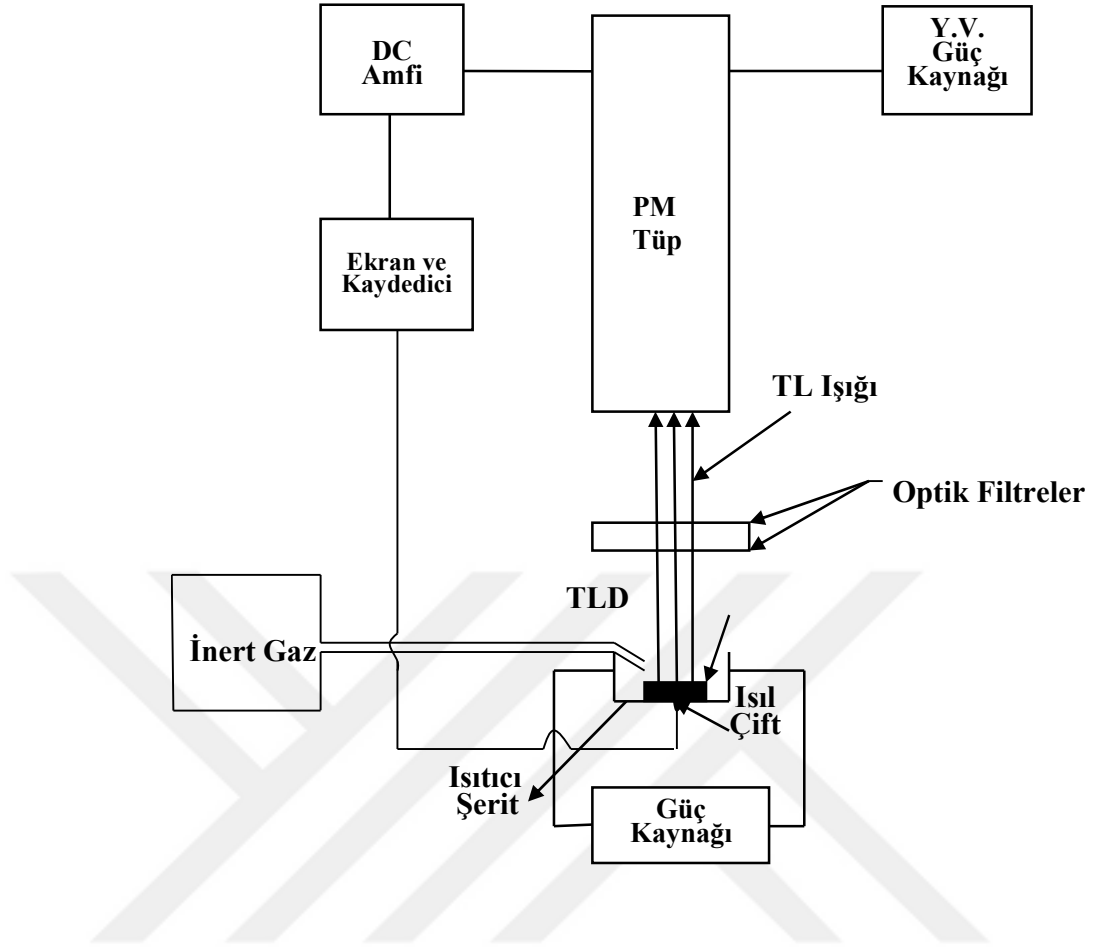 DC
Amfi
Y.V.
Güç
Kaynağı
PM
Tüp
Ekran ve
Kaydedici
TL Işığı
Optik Filtreler
TLD
İnert Gaz
Isıl
Çift
Isıtıcı
Şerit
Güç
Kaynağı